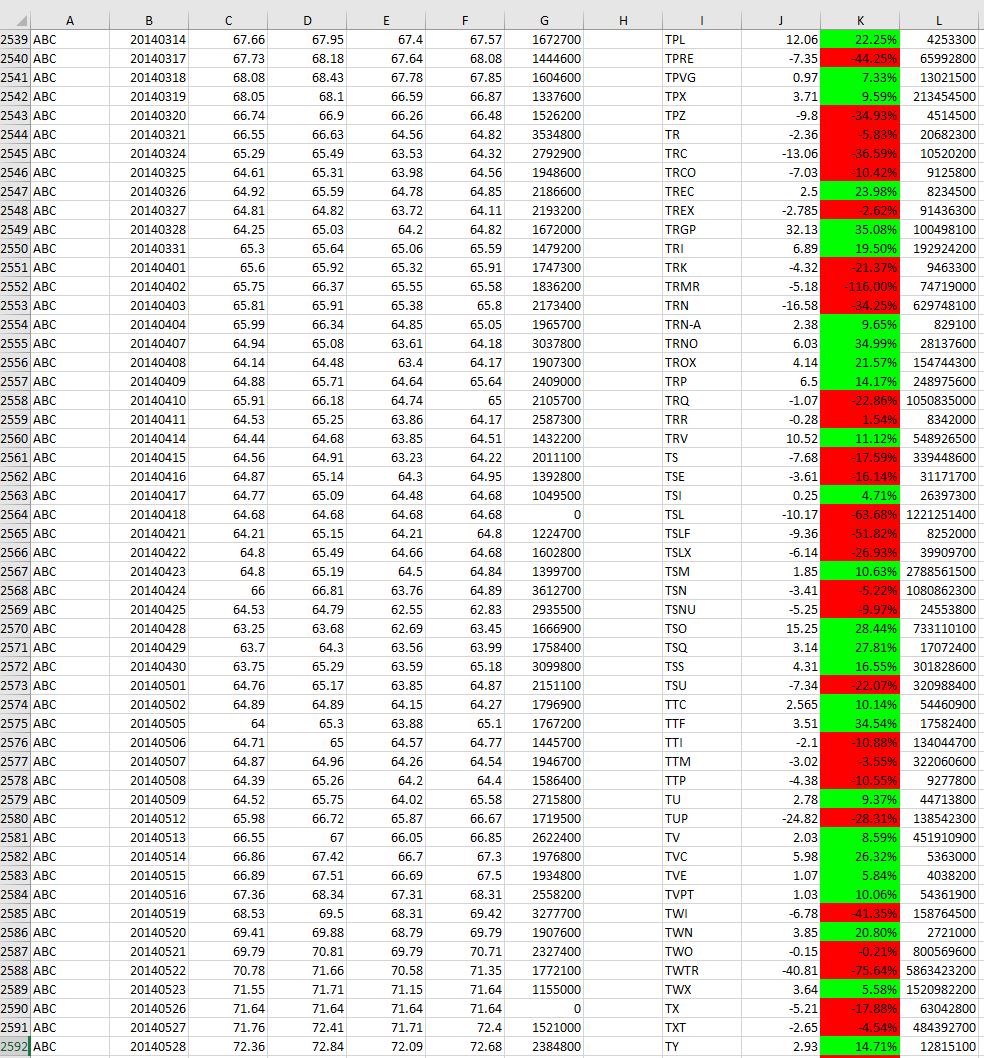 A B C D E F G H I J K L
2539 ABC 20140314 67.66 67.95 67.4 67.57 1672700 TPL 12.06 22.25% 4253300
2540 ABC 20140317 67.73 68.18 67.64 68.08 1444600 TPRE -7.35 -44.25% 65992800
2541 ABC 20140318 68.08 68.43 67.78 67.85 1604600 TPVG 0.97 7.33% 13021500
2542 ABC 20140319 68.05 68.1 66.59 66.87 1337600 TPX 3.71 9.59% 213454500
2543 ABC 20140320 66.74 66.9 66.26 66.48 1526200 TPZ -9.8 -34.93% 4514500
2544 ABC 20140321 66.55 66.63 64.56 64.82 3534800 TR -2.36 -5.83% 20682300
2545 ABC 20140324 65.29 65.49 63.53 64.32 2792900 TRC -13.06 -36.59% 10520200
2546 ABC 20140325 64.61 65.31 63.98 64.56 1948600 TRCO -7.03 -10.42% 9125800
2547 ABC 20140326 64.92 65.59 64.78 64.85 2186600 TREC 2.5 23.98% 8234500
2548 ABC 20140327 64.81 64.82 63.72 64.11 2193200 TREX -2.785 -2.62% 91436300
2549 ABC 20140328 64.25 65.03 64.2 64.82 1672000 TRGP 32.13 35.08% 100498100
2550 ABC 20140331 65.3 65.64 65.06 65.59 1479200 TRI 6.89 19.50% 192924200
2551 ABC 20140401 65.6 65.92 65.32 65.91 1747300 TRK -4.32 -21.37% 9463300
2552 ABC 20140402 65.75 66.37 65.55 65.58 1836200 TRMR -5.18 -116.00% 74719000
2553 ABC 20140403 65.81 65.91 65.38 65.8 2173400 TRN -16.58 -34.25% 629748100
2554 ABC 20140404 65.99 66.34 64.85 65.05 1965700 TRN-A 2.38 9.65% 829100
2555 ABC 20140407 64.94 65.08 63.61 64.18 3037800 TRNO 6.03 34.99% 28137600
2556 ABC 20140408 64.14 64.48 63.4 64.17 1907300 TROX 4.14 21.57% 154744300
2557 ABC 20140409 64.88 65.71 64.64 65.64 2409000 TRP 6.5 14.17% 248975600
2558 ABC 20140410 65.91 66.18 64.74 65 2105700 TRQ -1.07 -22.86% 1050835000
2559 ABC 20140411 64.53 65.25 63.86 64.17 2587300 TRR -0.28 1.54% 8342000
2560 ABC 20140414 64.44 64.68 63.85 64.51 1432200 TRV 10.52 11.12% 548926500
2561 ABC 20140415 64.56 64.91 63.23 64.22 2011100 TS -7.68 -17.59% 339448600
2562 ABC 20140416 64.87 65.14 64.3 64.95 1392800 TSE -3.61 -16.14% 31171700
2563 ABC 20140417 64.77 65.09 64.48 64.68 1049500 TSI 0.25 4.71% 26397300
2564 ABC 20140418 64.68 64.68 64.68 64.68 0 TSL -10.17 -63.68% 1221251400
2565 ABC 20140421 64.21 65.15 64.21 64.8 1224700 TSLF -9.36 -51.82% 8252000
2566 ABC 20140422 64.8 65.49 64.66 64.68 1602800 TSLX -6.14 -26.93% 39909700
2567 ABC 20140423 64.8 65.19 64.5 64.84 1399700 TSM 1.85 10.63% 2788561500
2568 ABC 20140424 66 66.81 63.76 64.89 3612700 TSN -3.41 -5.22% 1080862300
2569 ABC 20140425 64.53 64.79 62.55 62.83 2935500 TSNU -5.25 -9.97% 24553800
2570 ABC 20140428 63.25 63.68 62.69 63.45 1666900 TSO 15.25 28.44% 733110100
2571 ABC 20140429 63.7 64.3 63.56 63.99 1758400 TSQ 3.14 27.81% 17072400
2572 ABC 20140430 63.75 65.29 63.59 65.18 3099800 TSS 4.31 16.55% 301828600
2573 ABC 20140501 64.76 65.17 63.85 64.87 2151100 TSU -7.34 -22.07% 320988400
2574 ABC 20140502 64.89 64.89 64.15 64.27 1796900 TTC 2.565 10.14% 54460900
2575 ABC 20140505 64 65.3 63.88 65.1 1767200 TTF 3.51 34.54% 17582400
2576 ABC 20140506 64.71 65 64.57 64.77 1445700 TTI -2.1 -10.88% 134044700
2577 ABC 20140507 64.87 64.96 64.26 64.54 1946700 TTM -3.02 -3.55% 322060600
2578 ABC 20140508 64.39 65.26 64.2 64.4 1586400 TTP -4.38 -10.55% 9277800
2579 ABC 20140509 64.52 65.75 64.02 65.58 2715800 TU 2.78 9.37% 44713800
2580 ABC 20140512 65.98 66.72 65.87 66.67 1719500 TUP -24.82 -28.31% 138542300
2581 ABC 20140513 66.55 67 66.05 66.85 2622400 TV 2.03 8.59% 451910900
2582 ABC 20140514 66.86 67.42 66.7 67.3 1976800 TVC 5.98 26.32% 5363000
2583 ABC 20140515 66.89 67.51 66.69 67.5 1934800 TVE 1.07 5.84% 4038200
2584 ABC 20140516 67.36 68.34 67.31 68.31 2558200 TVPT 1.03 10.06% 54361900
2585 ABC 20140519 68.53 69.5 68.31 69.42 3277700 TWI -6.78 -41.35% 158764500
2586 ABC 20140520 69.41 69.88 68.79 69.79 1907600 TWN 3.85 20.80% 2721000
2587 ABC 20140521 69.79 70.81 69.79 70.71 2327400 TWO -0.15 -0.21% 800569600
2588 ABC 20140522 70.78 71.66 70.58 71.35 1772100 TWTR -40.81 -75.64% 5863423200
2589 ABC 20140523 71.55 71.71 71.15 71.64 1155000 TWX 3.64 5.58% 1520982200
2590 ABC 20140526 71.64 71.64 71.64 71.64 0 TX -5.21 -17.88% 63042800
2591 ABC 20140527 71.76 72.41 71.71 72.4 1521000 TXT -2.65 -4.54% 484392700
2592 ABC 20140528 72.36 72.84 72.09 72.68 2384800 TY 2.93 14.71% 12815100